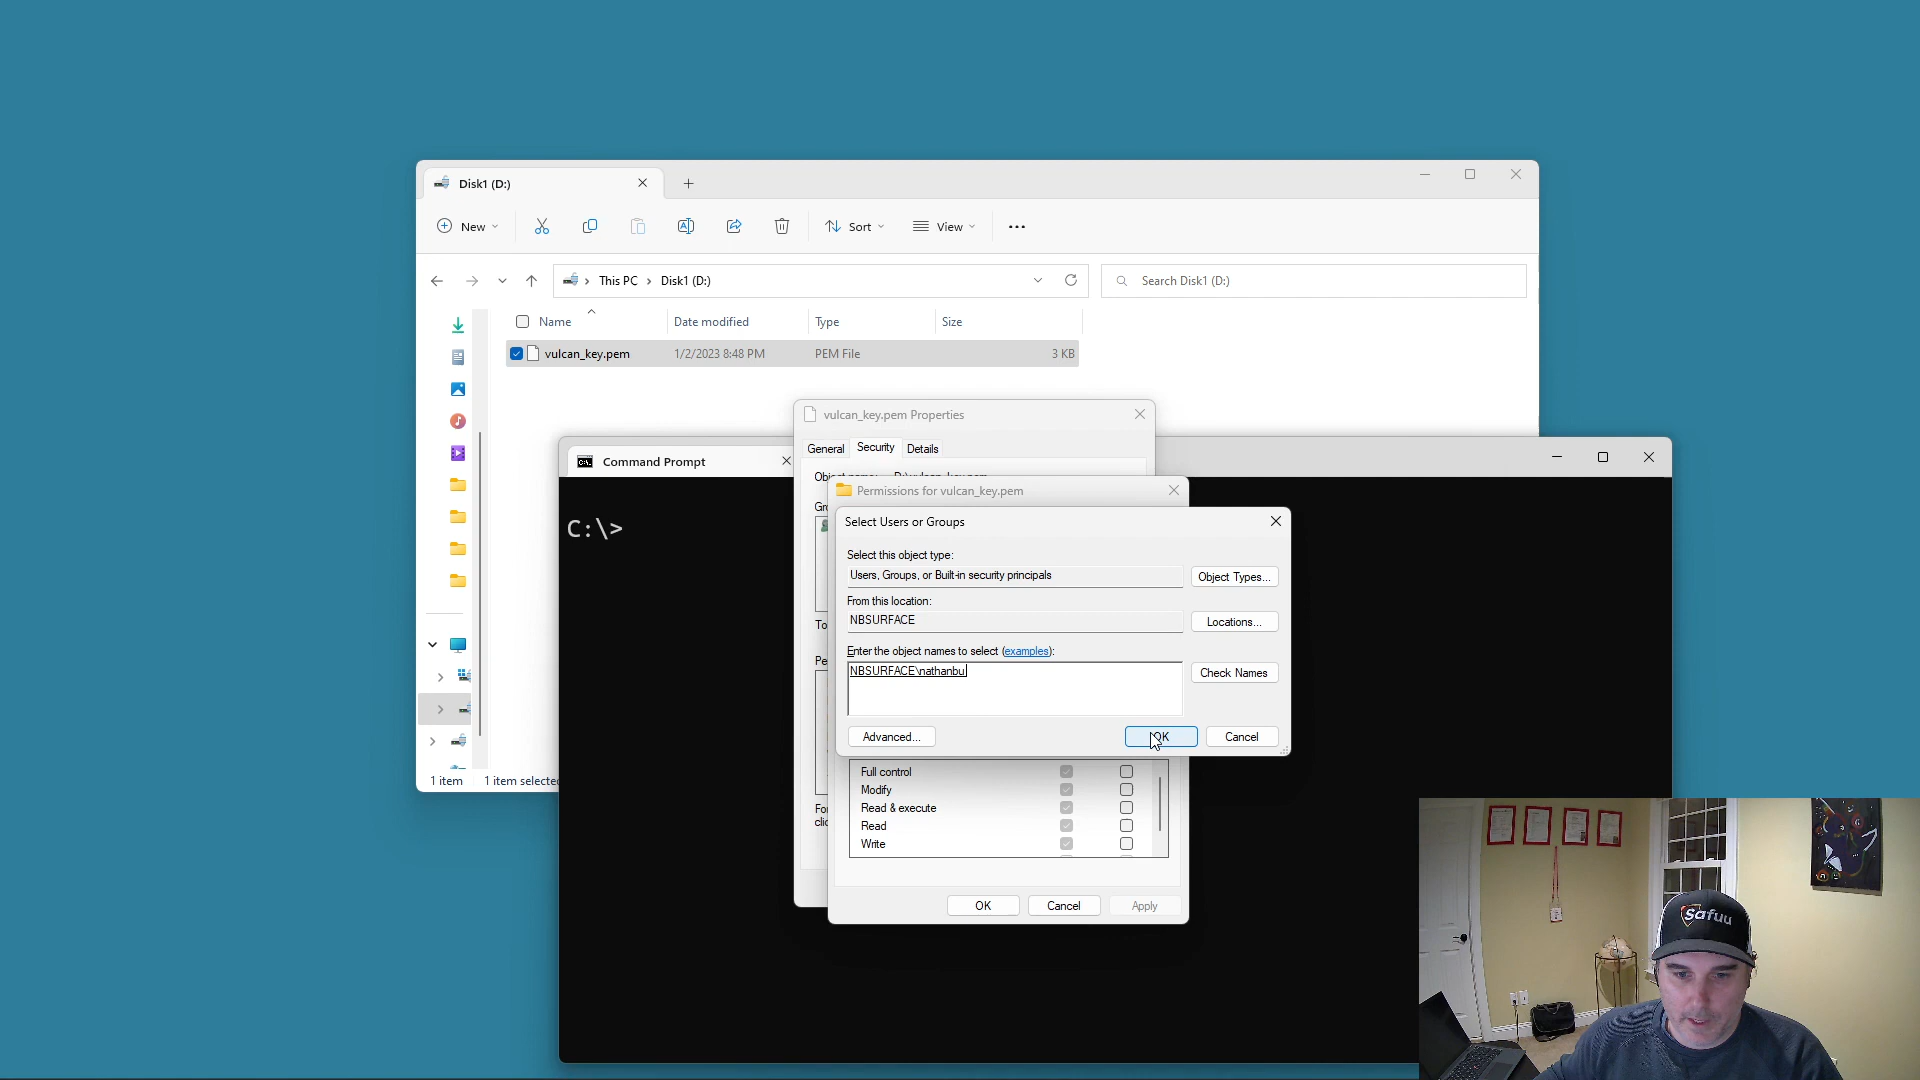 Disk1 (D:)
New
Sort
View
This PC
Disk1 (D:)
Search Disk1 (D:)
Name
Date modified
Type
Size
vulcan_key.pem
1/2/2023 8:48 PM
PEM File
3 KB
1 item
1 item selected
Command Prompt
C:\>
vulcan_key.pem Properties
General
Security
Details
Permissions for vulcan_key.pem
Select Users or Groups
Select this object type:
Users, Groups, or Built-in security principals
Object Types...
From this location:
NBSURFACE
Locations...
Enter the object names to select (examples):
NBSURFACE\nathanbu
Check Names
Advanced...
OK
Cancel
Full control
Modify
Read & execute
Read
Write
OK
Cancel
Apply
Safuu